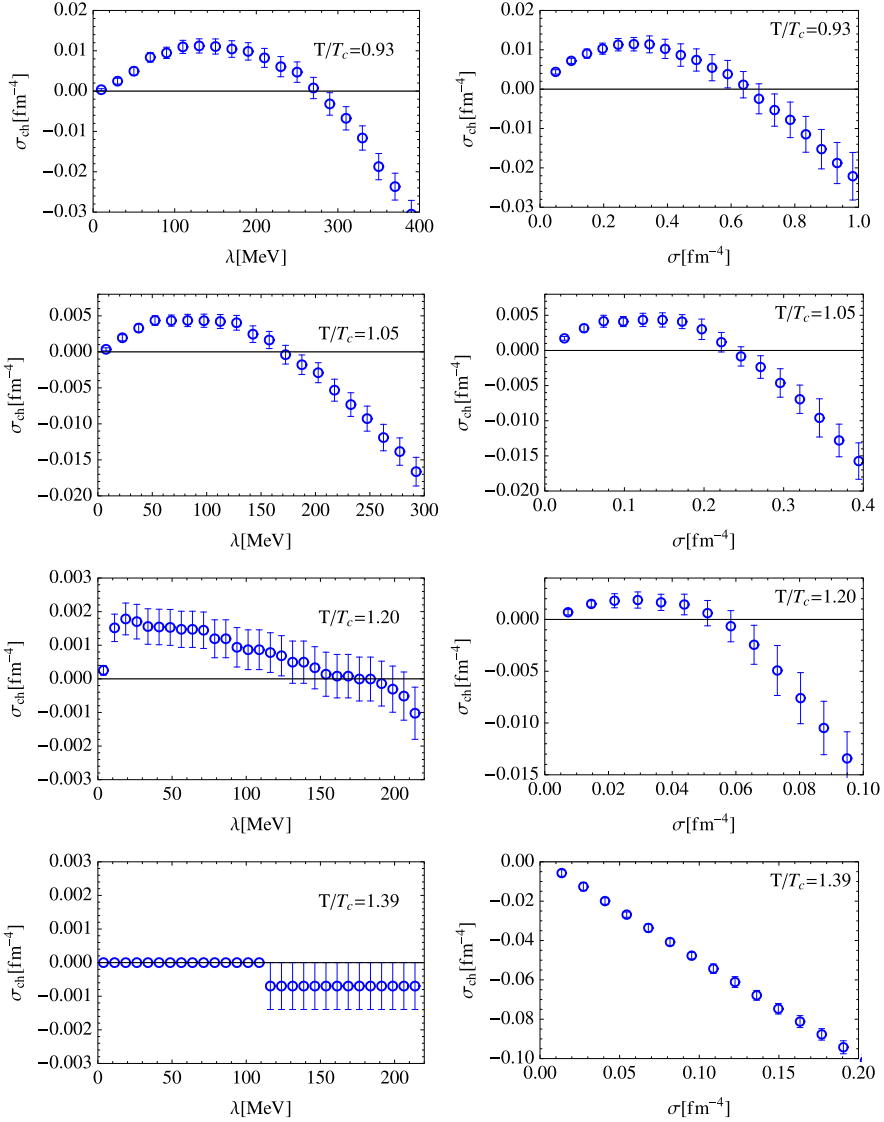 0.02
0.01
0.00
−0.01
−0.02
−0.03
σch[fm−4]
T/Tc=0.93
0 100 200 300 400
λ[MeV]
0.02
0.01
0.00
−0.01
−0.02
−0.03
σch[fm−4]
T/Tc=0.93
0.0 0.2 0.4 0.6 0.8 1.0
σ[fm−4]
0.005
0.000
−0.005
−0.010
−0.015
−0.020
σch[fm−4]
T/Tc=1.05
0 50 100 150 200 250 300
λ[MeV]
0.005
0.000
−0.005
−0.010
−0.015
−0.020
σch[fm−4]
T/Tc=1.05
0.0 0.1 0.2 0.3 0.4
σ[fm−4]
0.003
0.002
0.001
0.000
−0.001
−0.002
−0.003
σch[fm−4]
T/Tc=1.20
0 50 100 150 200
λ[MeV]
0.000
−0.005
−0.010
−0.015
σch[fm−4]
T/Tc=1.20
0.00 0.02 0.04 0.06 0.08 0.10
σ[fm−4]
0.003
0.002
0.001
0.000
−0.001
−0.002
−0.003
σch[fm−4]
T/Tc=1.39
0 50 100 150 200
λ[MeV]
0.00
−0.02
−0.04
−0.06
−0.08
−0.10
σch[fm−4]
T/Tc=1.39
0.00 0.05 0.10 0.15 0.20
σ[fm−4]